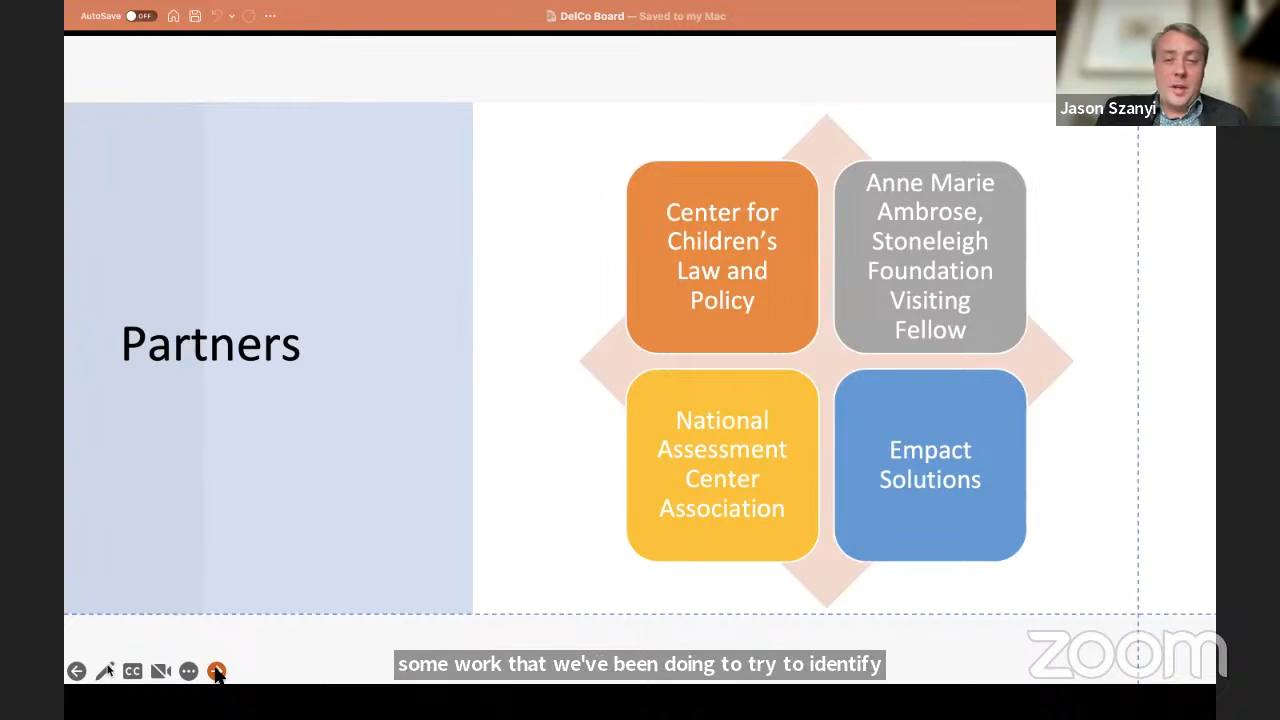 AutoSave OFF
DelCo Board — Saved to my Mac
Jason Szanyi
Partners
Center for
Children's
Law and
Policy
Anne Marie
Ambrose,
Stoneleigh
Foundation
Visiting
Fellow
National
Assessment
Center
Association
Empact
Solutions
CC
some work that we've been doing to try to identify
zoom